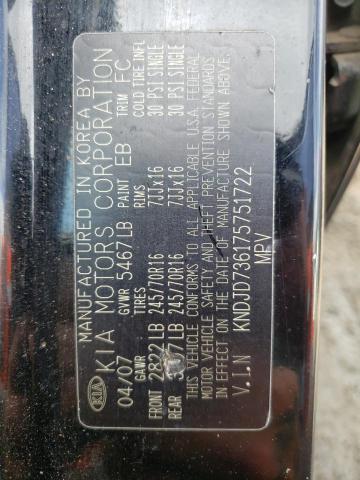 MANUFACTURED IN KOREA BY
KIA KIA MOTORS CORPORATION
04/07 GVWR 5467LB PAINT EB TRIM FC
GAWR TIRES COLD TIRE INFL
FRONT LB 245/70R16 7JJX16 30 PSI SINGLE
REAR LB 245/70R16 7JJX16 30 PSI SINGLE
THIS VEHICLE CONFORMS TO ALL APPLICABLE U.S.A. FEDERAL
MOTOR VEHICLE SAFETY AND THEFT PREVENTION STANDARDS
IN EFFECT ON THE DATE OF MANUFACTURE SHOWN ABOVE.
V.I.N KNDJD736175751722
MPV